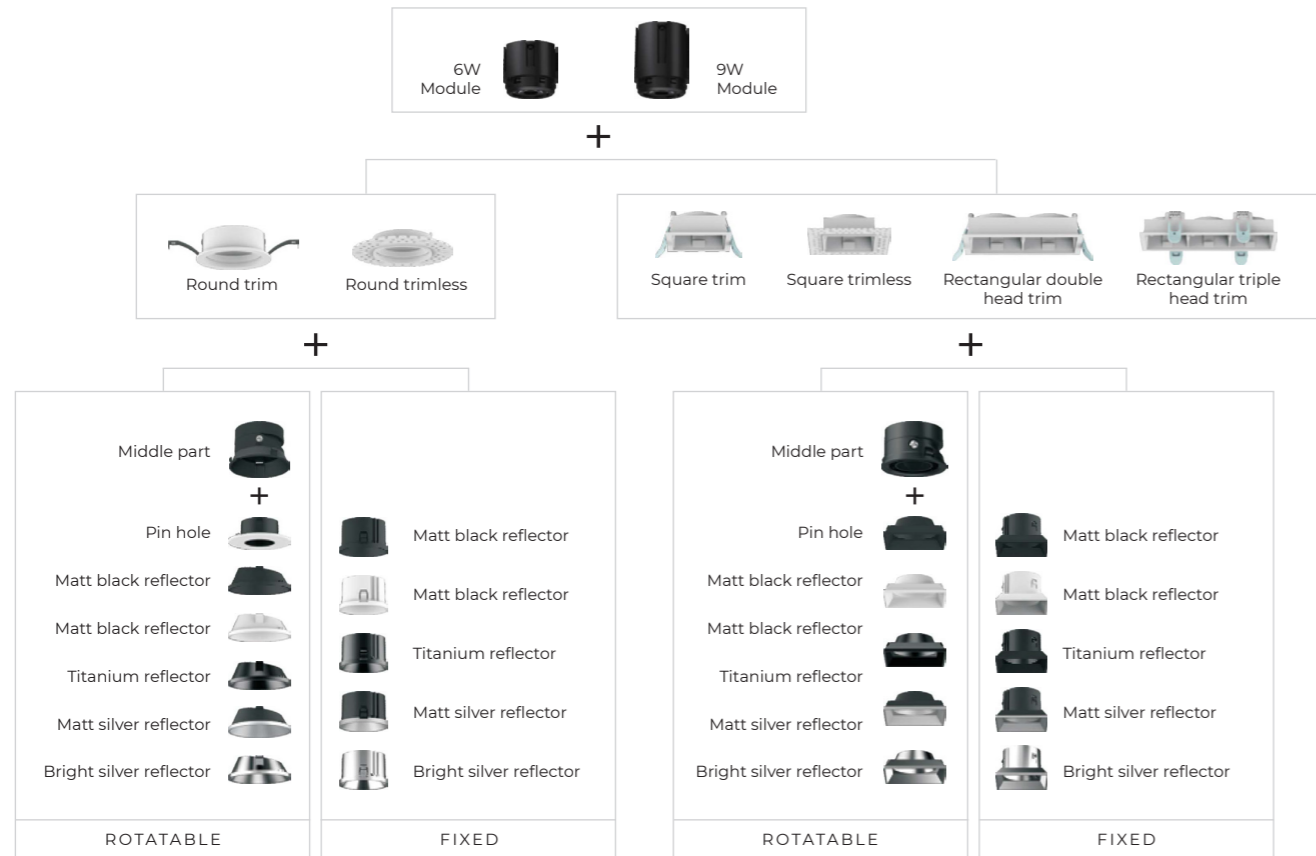 6W
Module
9W
Module
+
Round trim
Round trimless
Square trim
Square trimless
Rectangular double
head trim
Rectangular triple
head trim
+
+
Middle part
+
Pin hole
Matt black reflector
Matt black reflector
Titanium reflector
Matt silver reflector
Bright silver reflector
ROTATABLE
Matt black reflector
Matt black reflector
Titanium reflector
Matt silver reflector
Bright silver reflector
FIXED
Middle part
+
Pin hole
Matt black reflector
Matt black reflector
Titanium reflector
Matt silver reflector
Bright silver reflector
ROTATABLE
Matt black reflector
Matt black reflector
Titanium reflector
Matt silver reflector
Bright silver reflector
FIXED